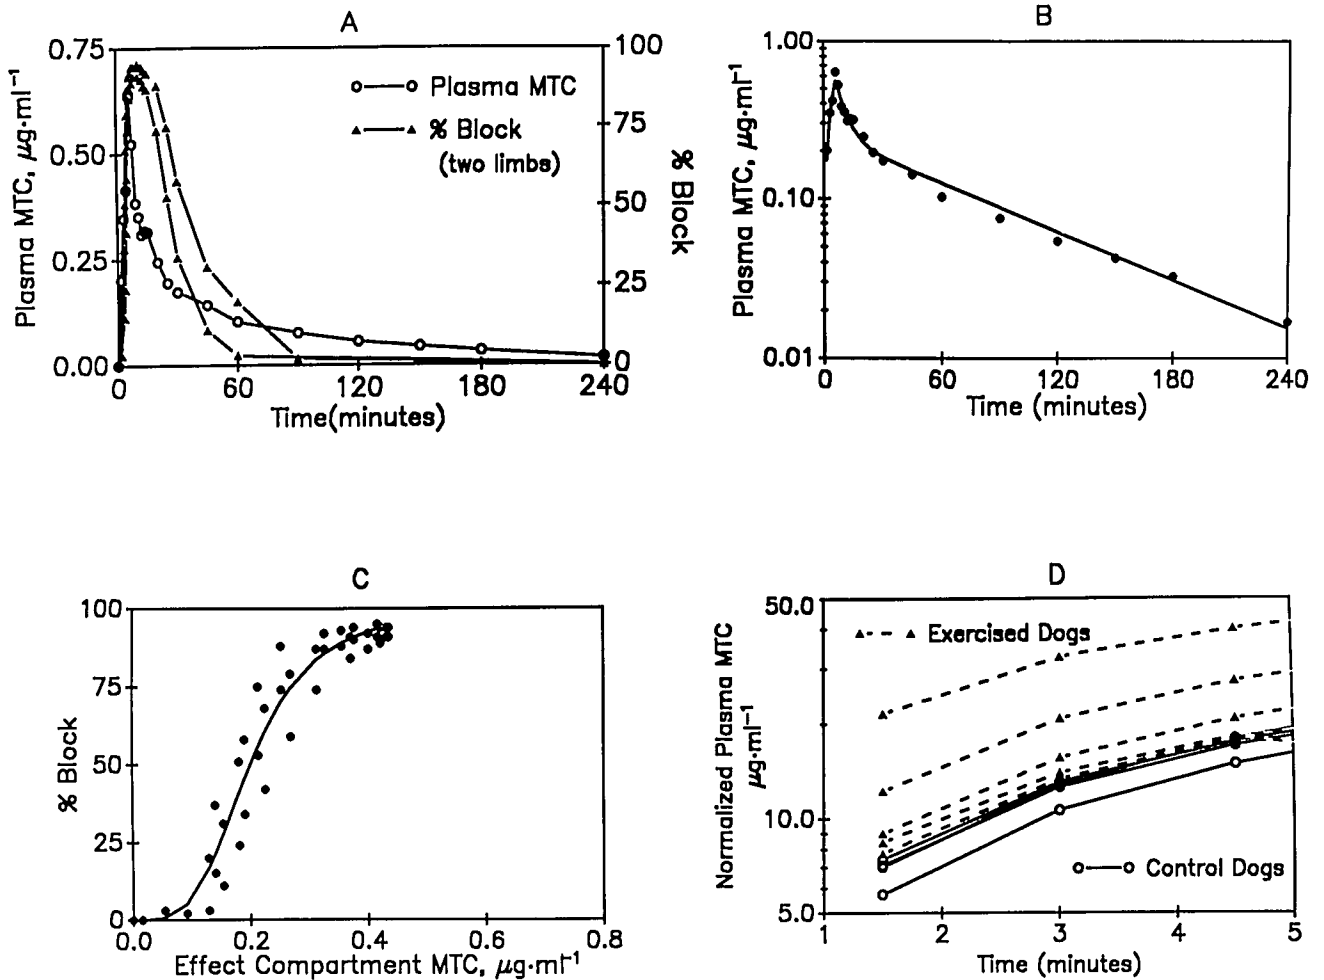 A
Plasma MTC, μg·ml⁻¹
0.75
0.50
0.25
0.00
100
75
50
25
0
% Block
Plasma MTC
% Block
(two limbs)
0 60 120 180 240
Time(minutes)
B
Plasma MTC, μg·ml⁻¹
1.00
0.10
0.01
0 60 120 180 240
Time (minutes)
C
% Block
100
75
50
25
0
0.0 0.2 0.4 0.6 0.8
Effect Compartment MTC, μg·ml⁻¹
D
Normalized Plasma MTC
μg·ml⁻¹
50.0
10.0
5.0
Exercised Dogs
Control Dogs
1 2 3 4 5
Time (minutes)